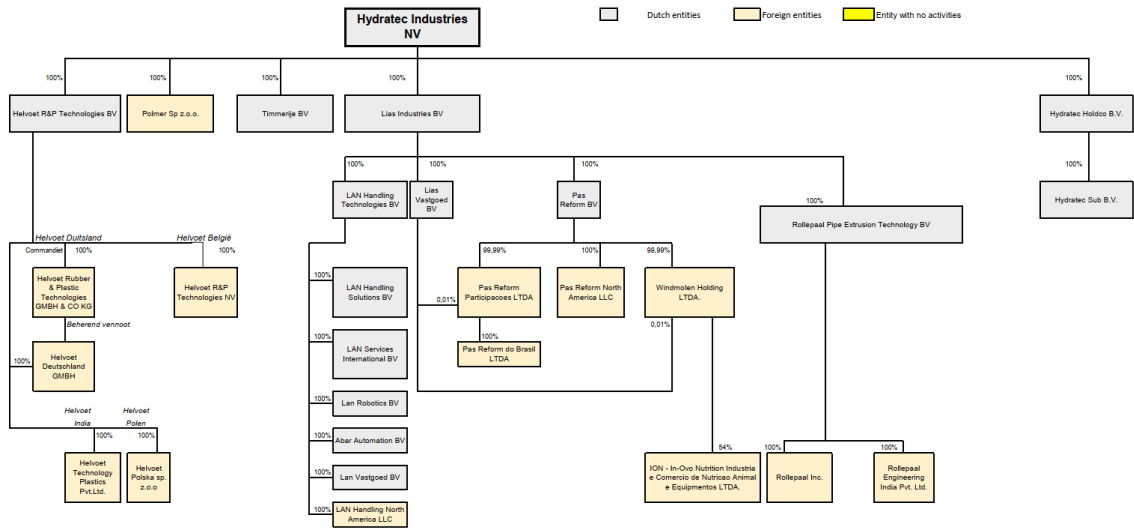 Hydratec Industries
NV
Dutch entities
Foreign entities
Entity with no activities
100%
100%
100%
100%
100%
Helvoet R&P Technologies BV
Polmer Sp z.o.o.
Timmerije BV
Lias Industries BV
Hydratec Holdco B.V.
100%
100%
100%
100%
100%
LAN Handling
Technologies BV
Lias
Vastgoed
BV
Pas
Reform BV
Rollepaal Pipe Extrusion Technology BV
Hydratec Sub B.V.
Helvoet Duitsland
Commandiet
100%
Helvoet België
100%
Helvoet Rubber
& Plastic
Technologies
GMBH & CO KG
Helvoet R&P
Technologies NV
Beherend vennoot
100%
Helvoet
Deutschland
GMBH
Helvoet
India
100%
Helvoet
Polen
100%
Helvoet
Technology
Plastics
Pvt.Ltd.
Helvoet
Polska sp.
z.o.o
100%
LAN Handling
Solutions BV
100%
LAN Services
International BV
100%
Lan Robotics BV
100%
Abar Automation BV
100%
Lan Vastgoed BV
100%
LAN Handling North
America LLC
99,99%
100%
99,99%
0,01%
Pas Reform
Participacoes LTDA
Pas Reform North
America LLC
Windmolen Holding
LTDA.
0,01%
100%
Pas Reform do Brasil
LTDA
54%
100%
100%
ION - In-Ovo Nutrition Industria
e Comercio de Nutricao Animal
e Equipmentos LTDA.
Rollepaal Inc.
Rollepaal
Engineering
India Pvt. Ltd.